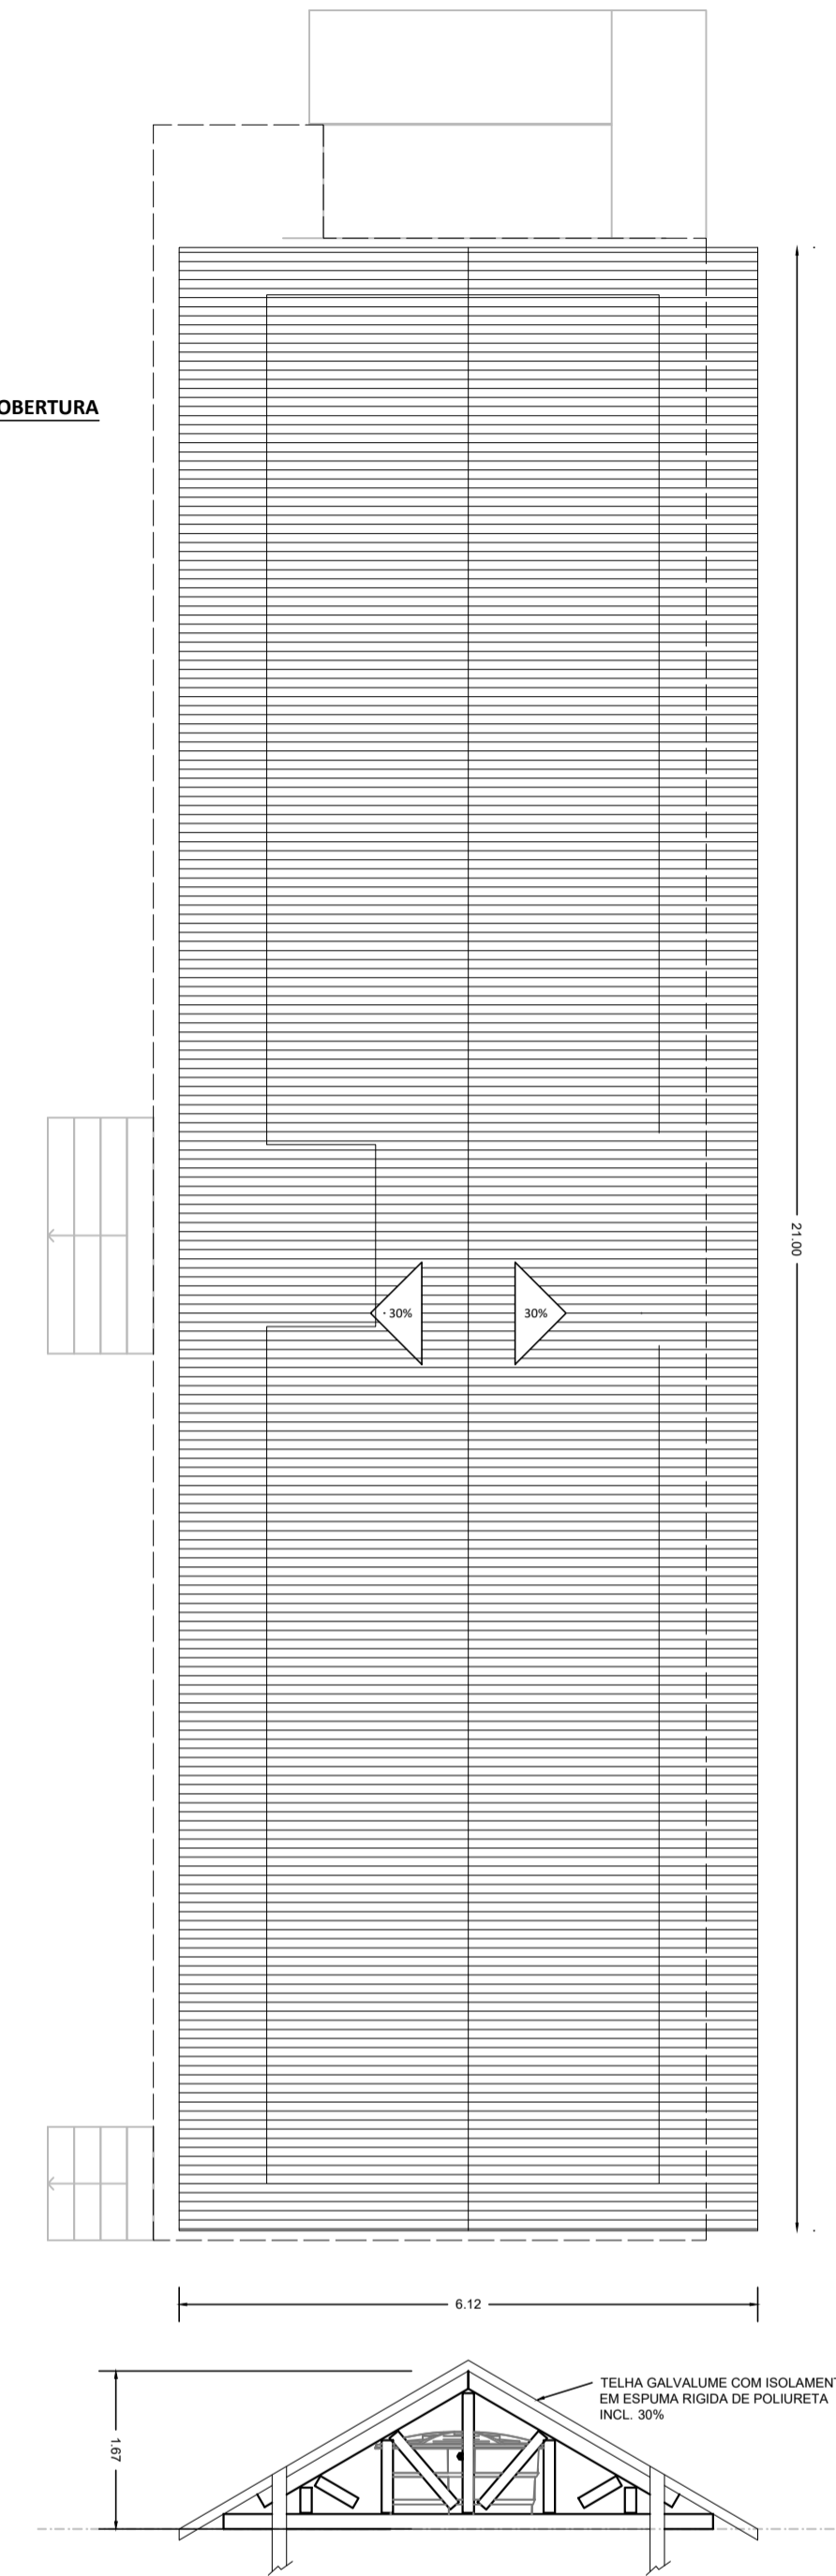 OBERTURA
21.00
30%
30%
6.12
TELHA GALVALUME COM ISOLAMEN
EM ESPUMA RIGIDA DE POLIURETA
INCL. 30%
1.67